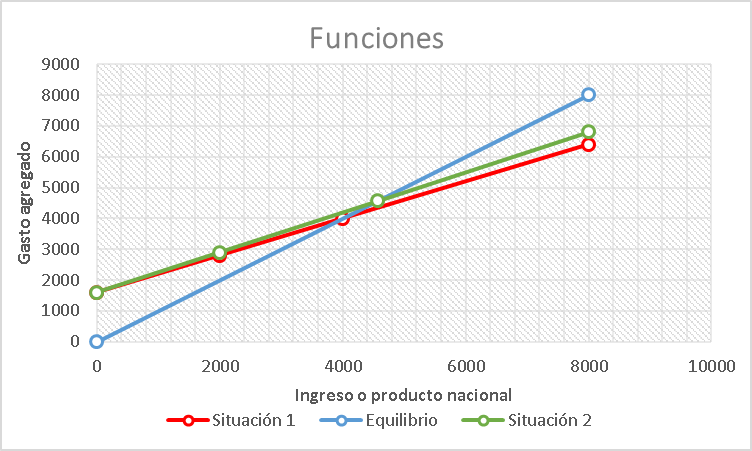 Funciones
9000
8000
7000
6000
5000
4000
3000
2000
1000
0
Gasto agregado
0 2000 4000 6000 8000 10000
Ingreso o producto nacional
Situación 1 Equilibrio Situación 2